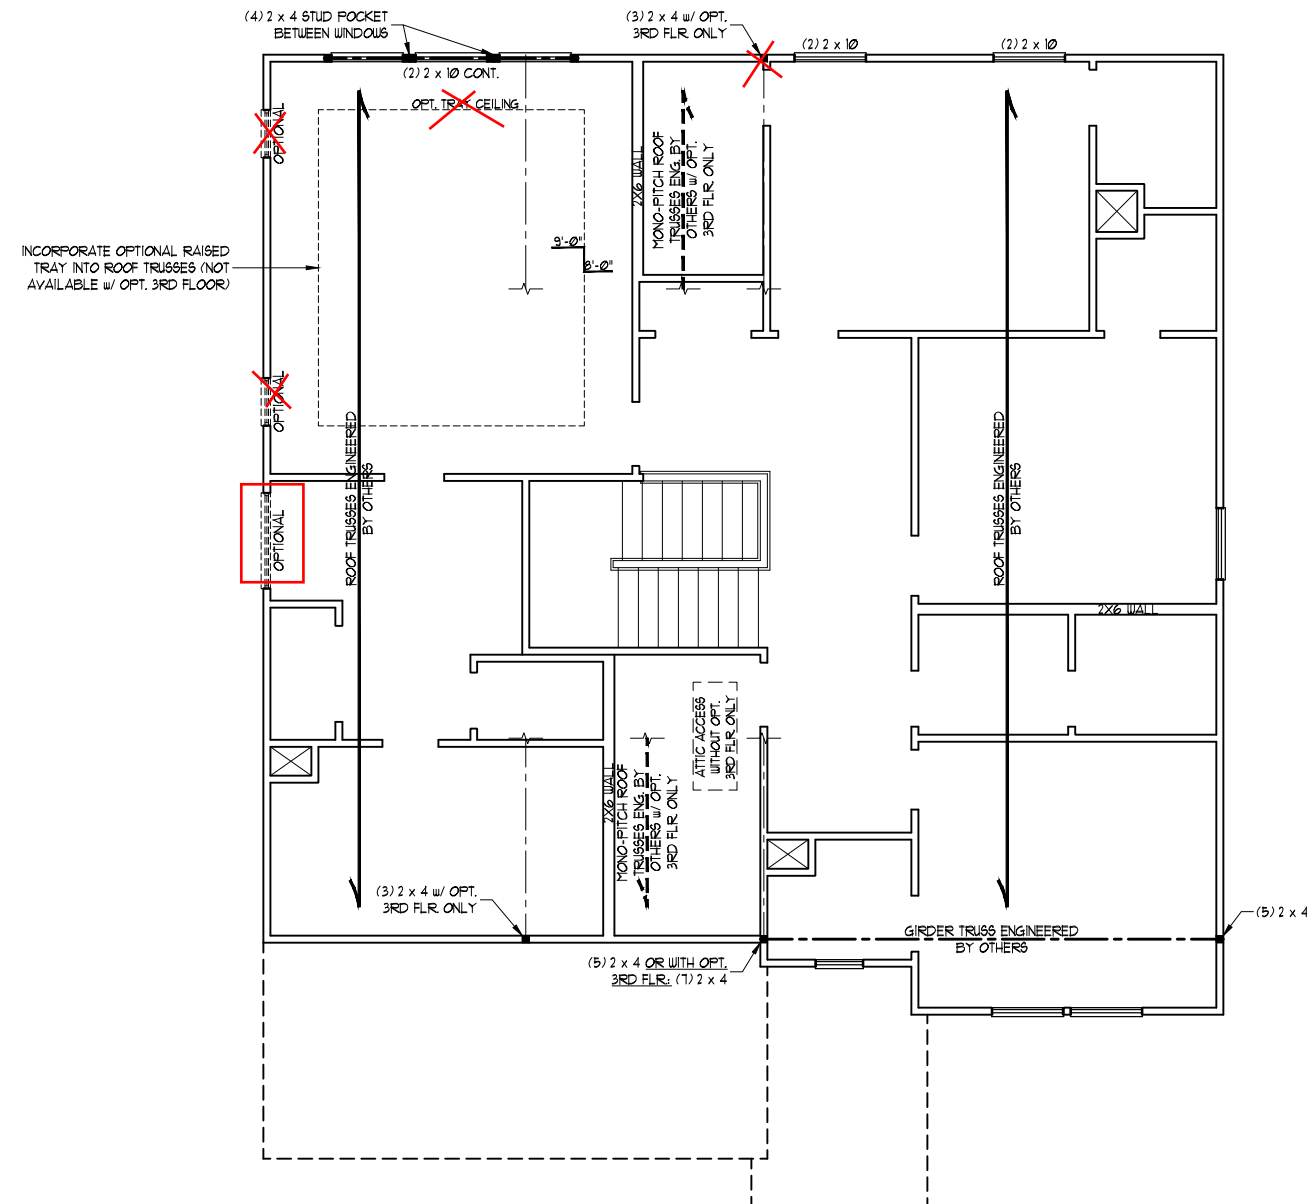 (4) 2 x 4 STUD POCKET
BETWEEN WINDOWS
(3) 2 x 4 w/ OPT.
3RD FLR. ONLY
(2) 2 x 10
(2) 2 x 10
(2) 2 x 10 CONT.
OPT. TRAY CEILING
OPTIONAL
2X6 WALL
MONO-PITCH ROOF
TRUSSES ENG. BY
OTHERS w/ OPT.
3RD FLR. ONLY
INCORPORATE OPTIONAL RAISED
TRAY INTO ROOF TRUSSES (NOT
AVAILABLE w/ OPT. 3RD FLOOR)
9'-0"
8'-0"
OPTIONAL
ROOF TRUSSES ENGINEERED
BY OTHERS
ROOF TRUSSES ENGINEERED
BY OTHERS
OPTIONAL
2X6 WALL
ATTIC ACCESS
WITHOUT OPT.
3RD FLR. ONLY
2X6 WALL
MONO-PITCH ROOF
TRUSSES ENG. BY
OTHERS w/ OPT.
3RD FLR. ONLY
(3) 2 x 4 w/ OPT.
3RD FLR. ONLY
(5) 2 x 4
GIRDER TRUSS ENGINEERED
BY OTHERS
(5) 2 x 4 OR WITH OPT.
3RD FLR.: (7) 2 x 4